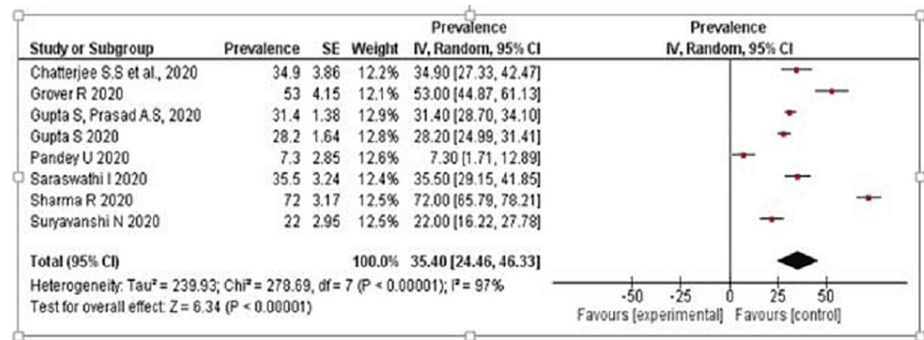 Prevalence Prevalence
Study or Subgroup Prevalence SE Weight IV, Random, 95% CI IV, Random, 95% CI
Chatterjee S.S et al., 2020 34.9 3.86 12.2% 34.90 [27.33, 42.47]
Grover R 2020 53 4.15 12.1% 53.00 [44.87, 61.13]
Gupta S, Prasad A.S, 2020 31.4 1.38 12.9% 31.40 [28.70, 34.10]
Gupta S 2020 28.2 1.64 12.8% 28.20 [24.99, 31.41]
Pandey U 2020 7.3 2.85 12.6% 7.30 [1.71, 12.89]
Saraswathi I 2020 35.5 3.24 12.4% 35.50 [29.15, 41.85]
Sharma R 2020 72 3.17 12.5% 72.00 [65.79, 78.21]
Suryavanshi N 2020 22 2.95 12.5% 22.00 [16.22, 27.78]
Total (95% CI) 100.0% 35.40 [24.46, 46.33]
Heterogeneity: Tau² = 239.93; Chi² = 278.69, df = 7 (P < 0.00001); I² = 97%
Test for overall effect: Z = 6.34 (P < 0.00001)
-50 -25 0 25 50
Favours [experimental] Favours [control]